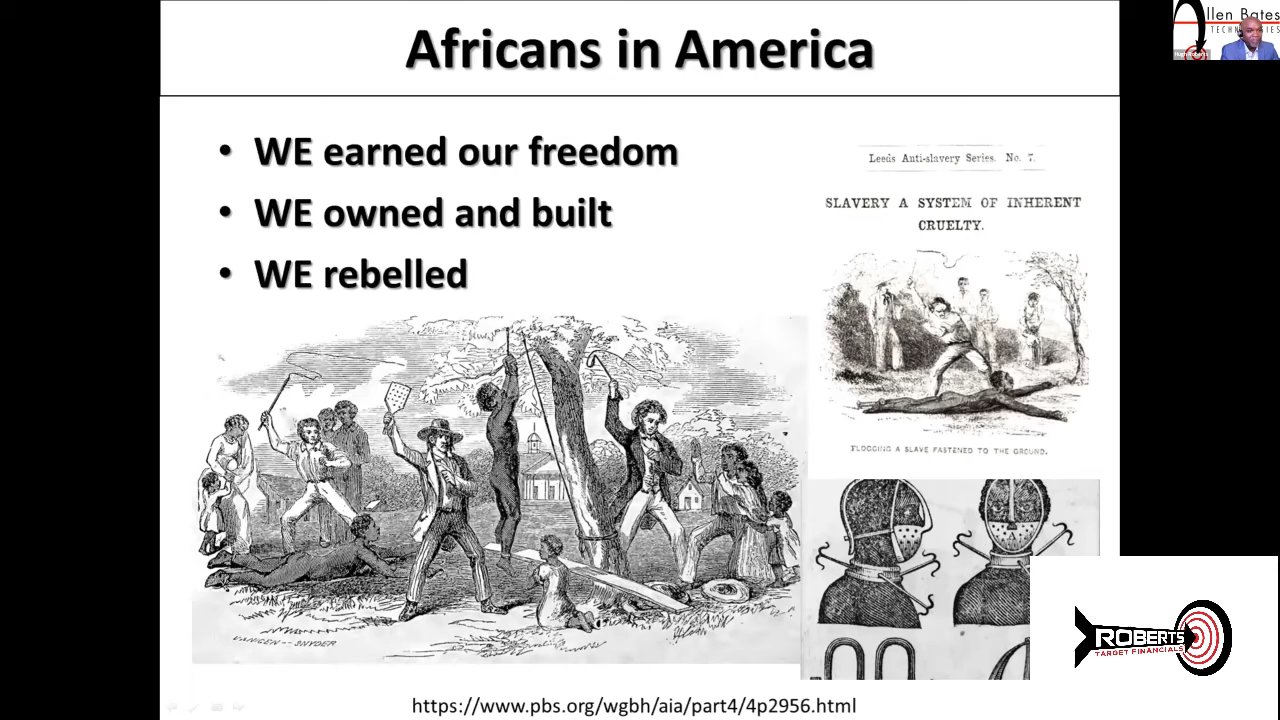 Africans in America
• WE earned our freedom
• WE owned and built
• WE rebelled
Leeds Anti-slavery Series. No. 7.
SLAVERY A SYSTEM OF INHERENT
CRUELTY.
FLOGGING A SLAVE FASTENED TO THE GROUND.
https://www.pbs.org/wgbh/aia/part4/4p2956.html
ROBERTS
TARGET FINANCIALS
llen Bates